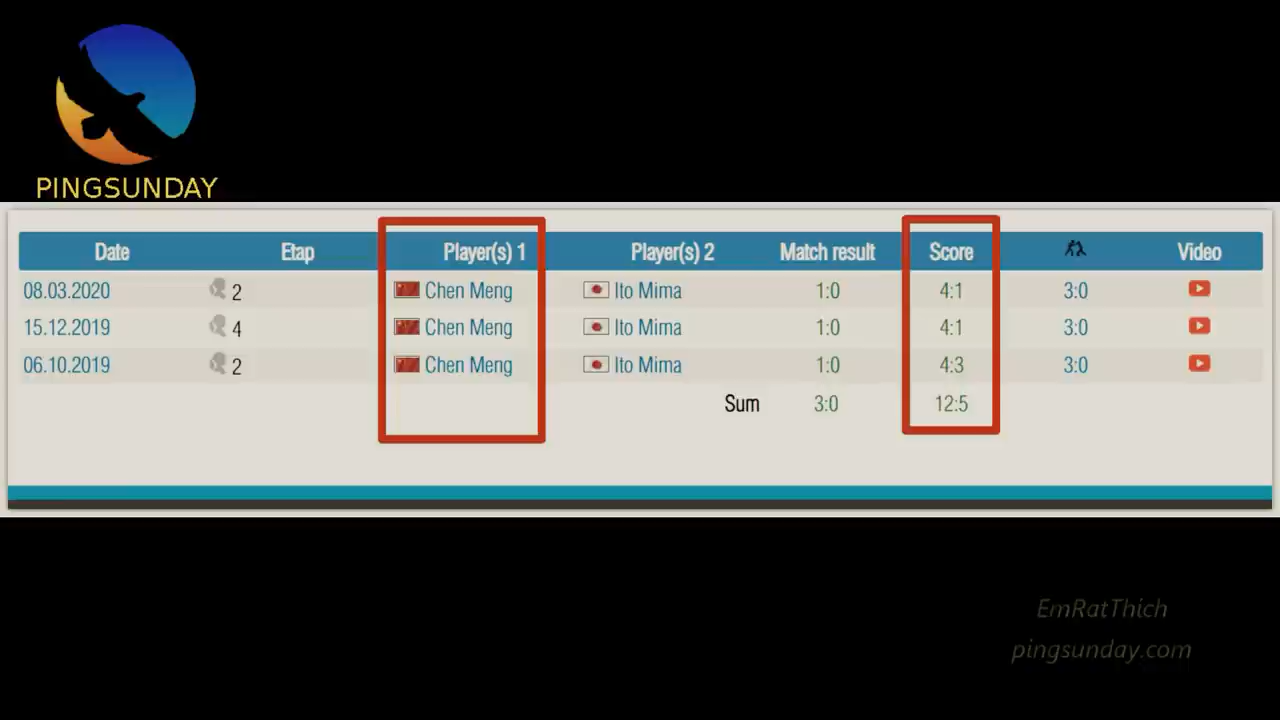 PINGSUNDAY
Date Etap Player(s) 1 Player(s) 2 Match result Score Video
08.03.2020 2 Chen Meng Ito Mima 1:0 4:1 3:0
15.12.2019 4 Chen Meng Ito Mima 1:0 4:1 3:0
06.10.2019 2 Chen Meng Ito Mima 1:0 4:3 3:0
Sum 3:0 12:5
EmRatThich
pingsunday.com